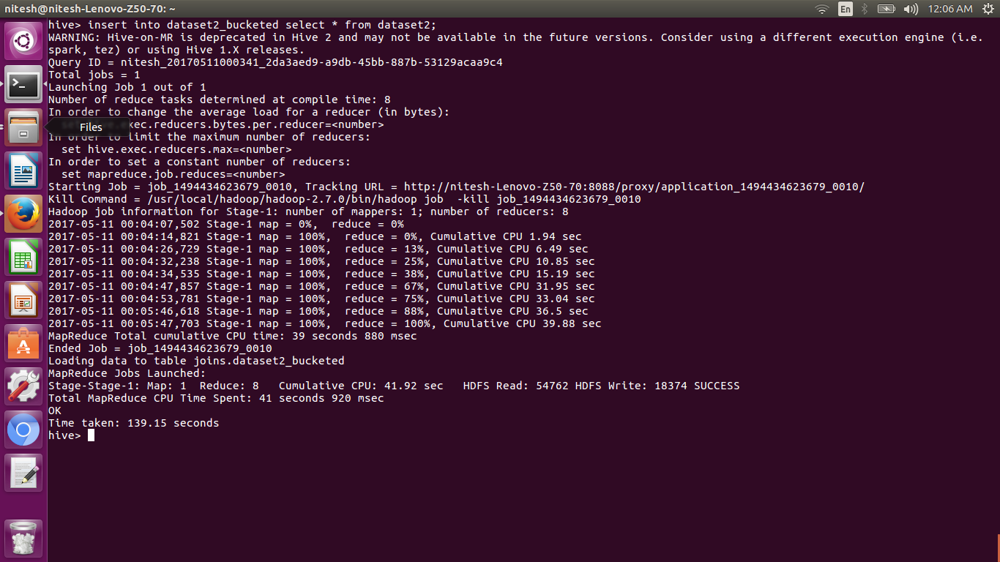 nitesh@nitesh-Lenovo-Z50-70: ~
En
12:06 AM
hive> insert into dataset2_bucketed select * from dataset2;
WARNING: Hive-on-MR is deprecated in Hive 2 and may not be available in the future versions. Consider using a different execution engine (i.e.
spark, tez) or using Hive 1.X releases.
Query ID = nitesh_20170511000341_2da3aed9-a9db-45bb-887b-53129acaa9c4
Total jobs = 1
Launching Job 1 out of 1
Number of reduce tasks determined at compile time: 8
In order to change the average load for a reducer (in bytes):
Files
.exec.reducers.bytes.per.reducer=<number>
In order to limit the maximum number of reducers:
  set hive.exec.reducers.max=<number>
In order to set a constant number of reducers:
  set mapreduce.job.reduces=<number>
Starting Job = job_1494434623679_0010, Tracking URL = http://nitesh-Lenovo-Z50-70:8088/proxy/application_1494434623679_0010/
Kill Command = /usr/local/hadoop/hadoop-2.7.0/bin/hadoop job  -kill job_1494434623679_0010
Hadoop job information for Stage-1: number of mappers: 1; number of reducers: 8
2017-05-11 00:04:07,502 Stage-1 map = 0%,  reduce = 0%
2017-05-11 00:04:14,821 Stage-1 map = 100%,  reduce = 0%, Cumulative CPU 1.94 sec
2017-05-11 00:04:26,729 Stage-1 map = 100%,  reduce = 13%, Cumulative CPU 6.49 sec
2017-05-11 00:04:32,238 Stage-1 map = 100%,  reduce = 25%, Cumulative CPU 10.85 sec
2017-05-11 00:04:34,535 Stage-1 map = 100%,  reduce = 38%, Cumulative CPU 15.19 sec
2017-05-11 00:04:47,857 Stage-1 map = 100%,  reduce = 67%, Cumulative CPU 31.95 sec
2017-05-11 00:04:53,781 Stage-1 map = 100%,  reduce = 75%, Cumulative CPU 33.04 sec
2017-05-11 00:05:46,618 Stage-1 map = 100%,  reduce = 88%, Cumulative CPU 36.5 sec
2017-05-11 00:05:47,703 Stage-1 map = 100%,  reduce = 100%, Cumulative CPU 39.88 sec
MapReduce Total cumulative CPU time: 39 seconds 880 msec
Ended Job = job_1494434623679_0010
Loading data to table joins.dataset2_bucketed
MapReduce Jobs Launched:
Stage-Stage-1: Map: 1  Reduce: 8   Cumulative CPU: 41.92 sec   HDFS Read: 54762 HDFS Write: 18374 SUCCESS
Total MapReduce CPU Time Spent: 41 seconds 920 msec
OK
Time taken: 139.15 seconds
hive>